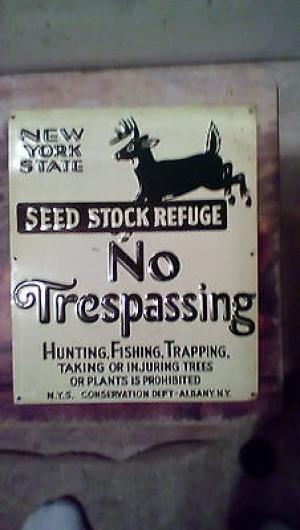 NEW
YORK
STATE
SEED STOCK REFUGE
No
Trespassing
HUNTING, FISHING, TRAPPING,
TAKING OR INJURING TREES
OR PLANTS IS PROHIBITED
N.Y.S. CONSERVATION DEPT-ALBANY N.Y.